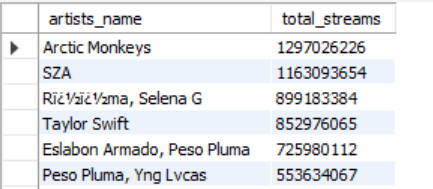 artists_name total_streams
Arctic Monkeys 1297026226
SZA 1163093654
Rï¿½ï¿½ma, Selena G 899183384
Taylor Swift 852976065
Eslabon Armado, Peso Pluma 725980112
Peso Pluma, Yng Lvcas 553634067